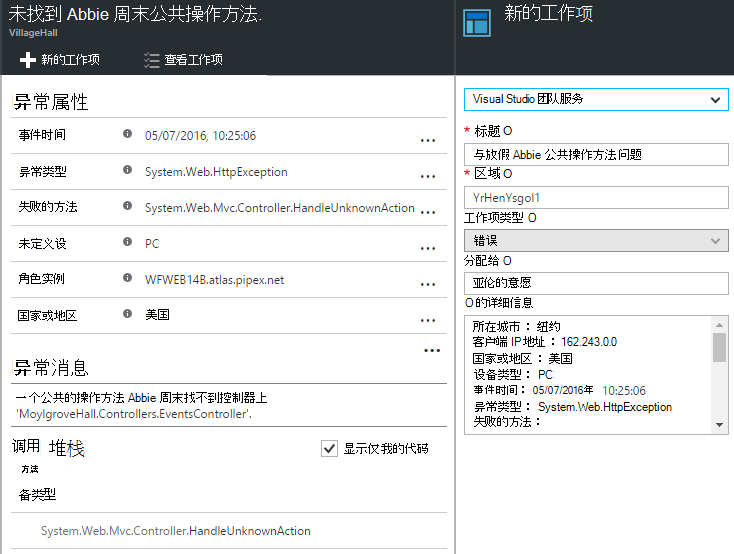 未找到 Abbie 周末公共操作方法.
VillageHall
新的工作项
查看工作项
异常属性
事件时间 05/07/2016, 10:25:06 ...
异常类型 System.Web.HttpException ...
失败的方法 System.Web.Mvc.Controller.HandleUnknownAction ...
未定义设 PC ...
角色实例 WFWEB14B.atlas.pipex.net ...
国家或地区 美国 ...
...
异常消息
一个公共的操作方法 Abbie 周末找不到控制器上
'MoylgroveHall.Controllers.EventsController'.
调用 堆栈
显示仅我的代码
方法
备类型
System.Web.Mvc.Controller.HandleUnknownAction
新的工作项
Visual Studio 团队服务
* 标题 O
与放假 Abbie 公共操作方法问题
* 区域 O
YrHenYsgol1
工作项类型 O
错误
分配给 O
亚伦的意愿
O 的详细信息
所在城市： 纽约
客户端 IP 地址： 162.243.0.0
国家或地区： 美国
设备类型： PC
事件时间： 05/07/2016年 10:25:06
异常类型： System.Web.HttpException
失败的方法：